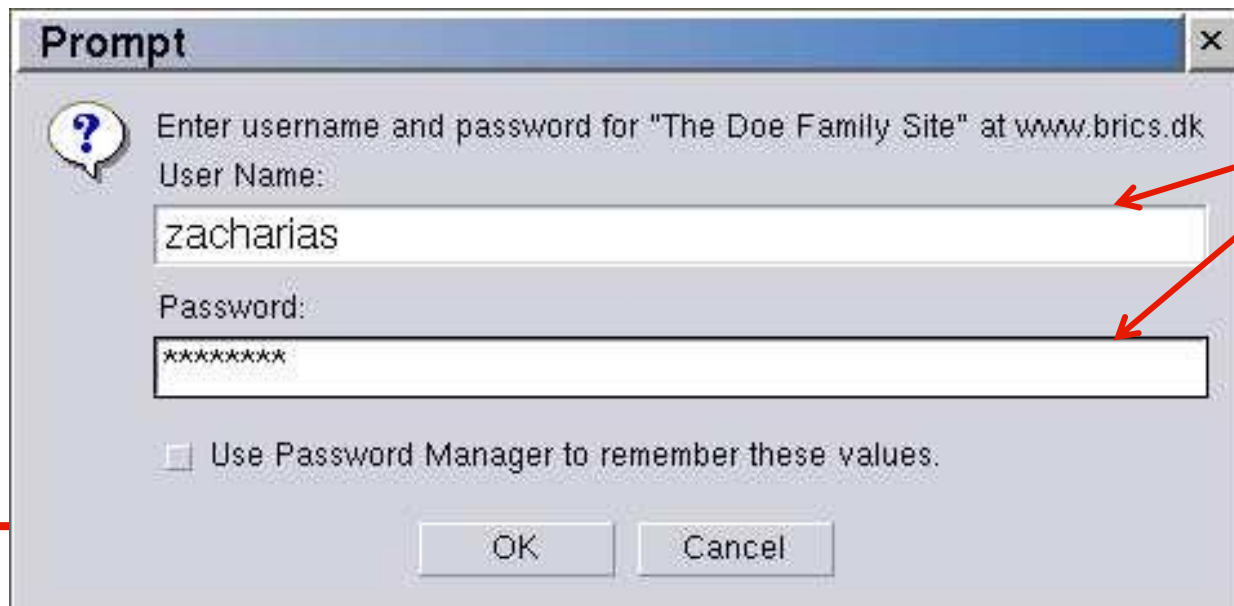 Prompt
Enter username and password for "The Doe Family Site" at www.brics.dk
User Name:
zacharias
Password:
********
Use Password Manager to remember these values.
OK Cancel